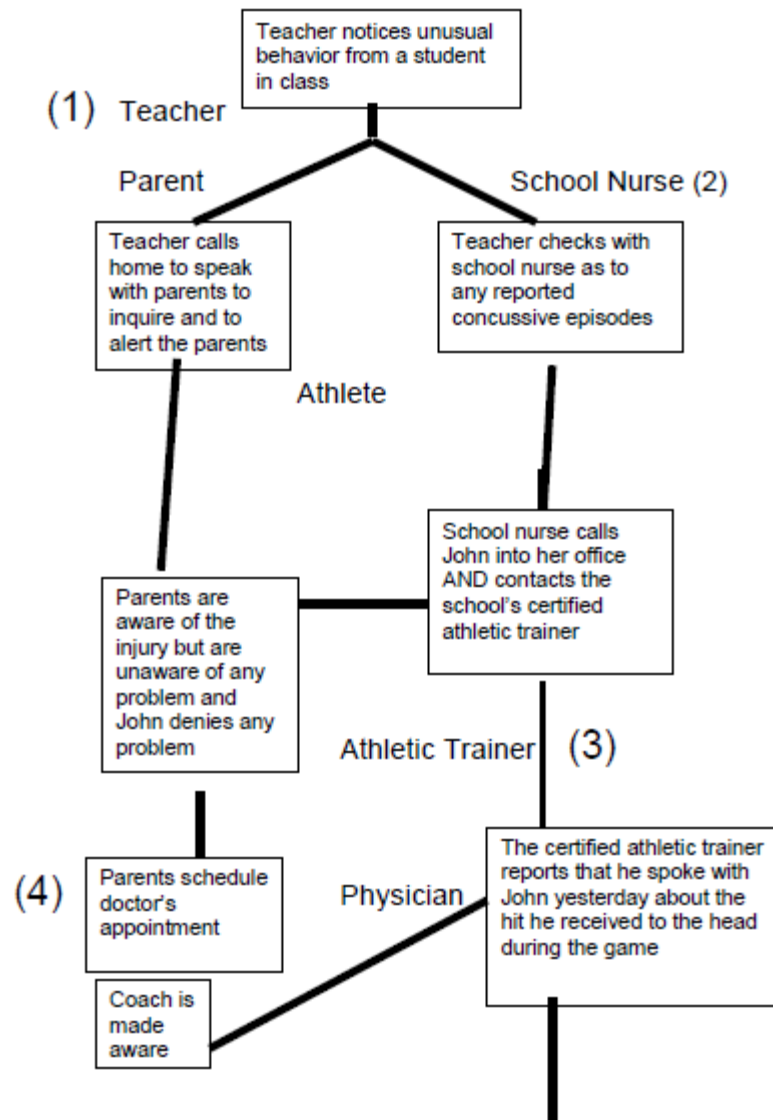 Teacher notices unusual
behavior from a student
in class
(1) Teacher
Parent
School Nurse (2)
Teacher calls
home to speak
with parents to
inquire and to
alert the parents
Teacher checks with
school nurse as to
any reported
concussive episodes
Athlete
School nurse calls
John into her office
AND contacts the
school's certified
athletic trainer
Parents are
aware of the
injury but are
unaware of any
problem and
John denies any
problem
Athletic Trainer (3)
The certified athletic trainer
reports that he spoke with
John yesterday about the
hit he received to the head
during the game
(4)
Parents schedule
doctor's
appointment
Physician
Coach is
made
aware